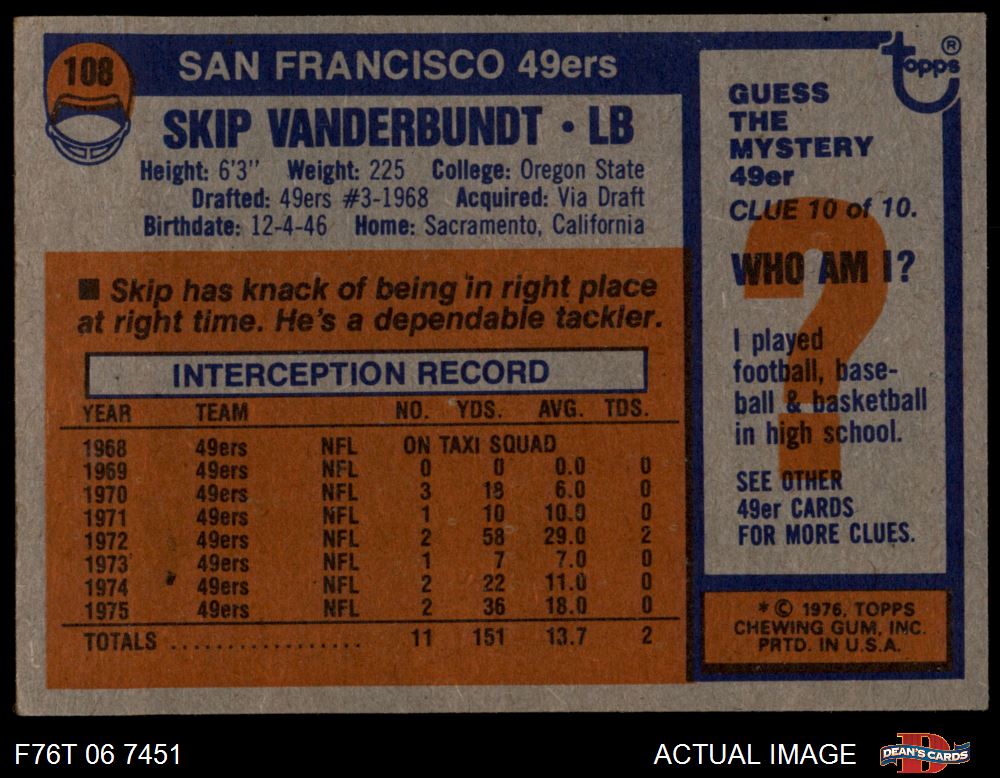 108
SAN FRANCISCO 49ers
SKIP VANDERBUNDT • LB
Height: 6'3" Weight: 225 College: Oregon State
Drafted: 49ers #3-1968 Acquired: Via Draft
Birthdate: 12-4-46 Home: Sacramento, California
■ Skip has knack of being in right place
at right time. He's a dependable tackler.
INTERCEPTION RECORD
YEAR TEAM NO. YDS. AVG. TDS.
1968 49ers NFL ON TAXI SQUAD
1969 49ers NFL 0 0 0.0 0
1970 49ers NFL 3 18 6.0 0
1971 49ers NFL 1 10 10.0 0
1972 49ers NFL 2 58 29.0 2
1973 49ers NFL 1 7 7.0 0
1974 49ers NFL 2 22 11.0 0
1975 49ers NFL 2 36 18.0 0
TOTALS ................. 11 151 13.7 2
topps ®
GUESS
THE
MYSTERY
49er
CLUE 10 of 10.
?
WHO AM I?
I played
football, base-
ball & basketball
in high school.
SEE OTHER
49er CARDS
FOR MORE CLUES.
* © 1976, TOPPS
CHEWING GUM, INC.
PRTD. IN U.S.A.
F76T 06 7451
ACTUAL IMAGE
D
DEAN'S CARDS